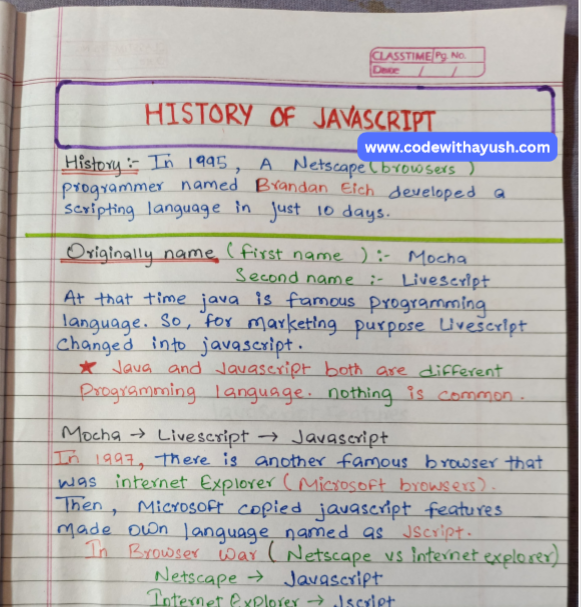 CLASSTIME Pg. No.
Date / /
HISTORY OF JAVASCRIPT
www.codewithayush.com
History :- In 1995, A Netscape (browsers)
programmer named Brandan Eich developed a
scripting language in just 10 days.
Originally name (first name) :- Mocha
Second name :- Livescript
At that time java is famous programming
language. So, for marketing purpose Livescript
changed into javascript.
★ Java and Javascript both are different
Programming language. nothing is common.
Mocha → Livescript → Javascript
In 1997, there is another famous browser that
was internet Explorer (Microsoft browsers).
Then, Microsoft copied javascript features
made own language named as JScript.
In Browser War (Netscape vs internet explorer)
Netscape → Javascript
Internet Explorer → Jscript